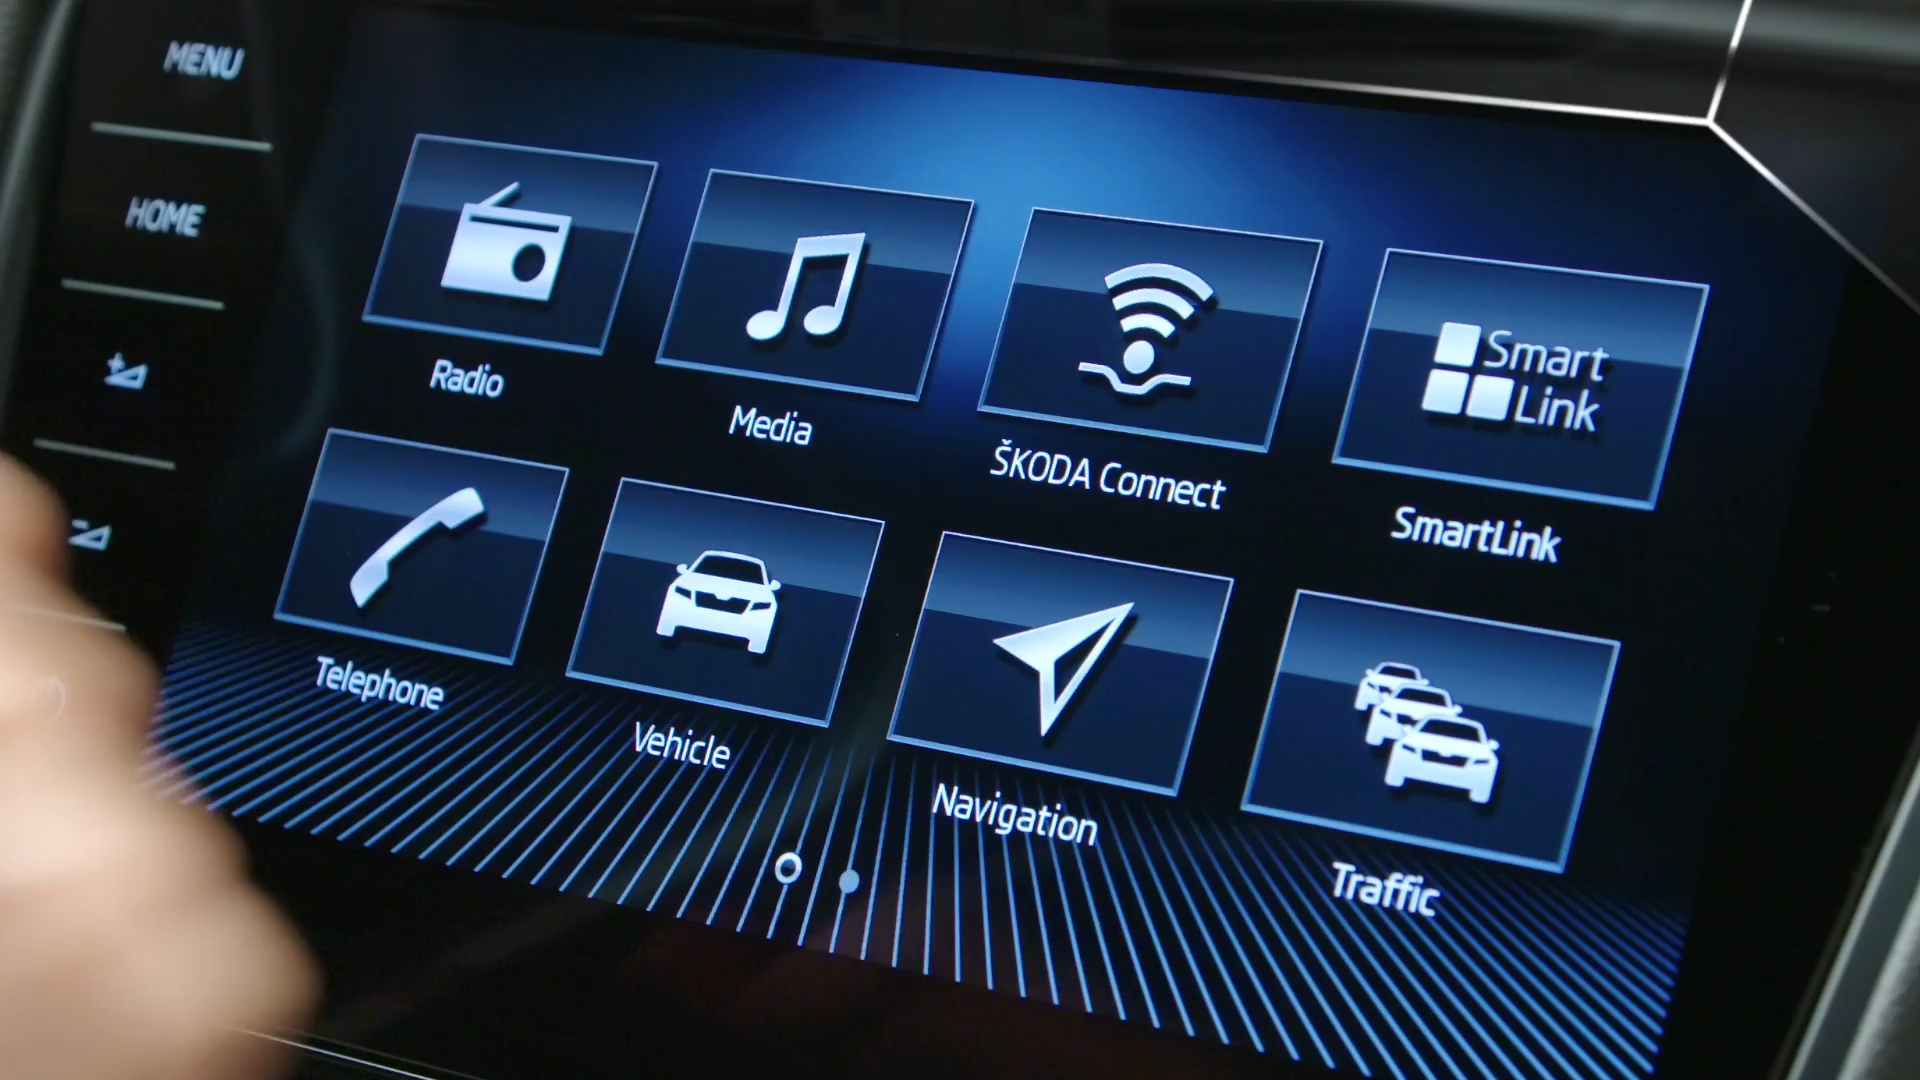 MENU
HOME
Radio
Media
ŠKODA Connect
Smart
Link
SmartLink
Telephone
Vehicle
Navigation
Traffic